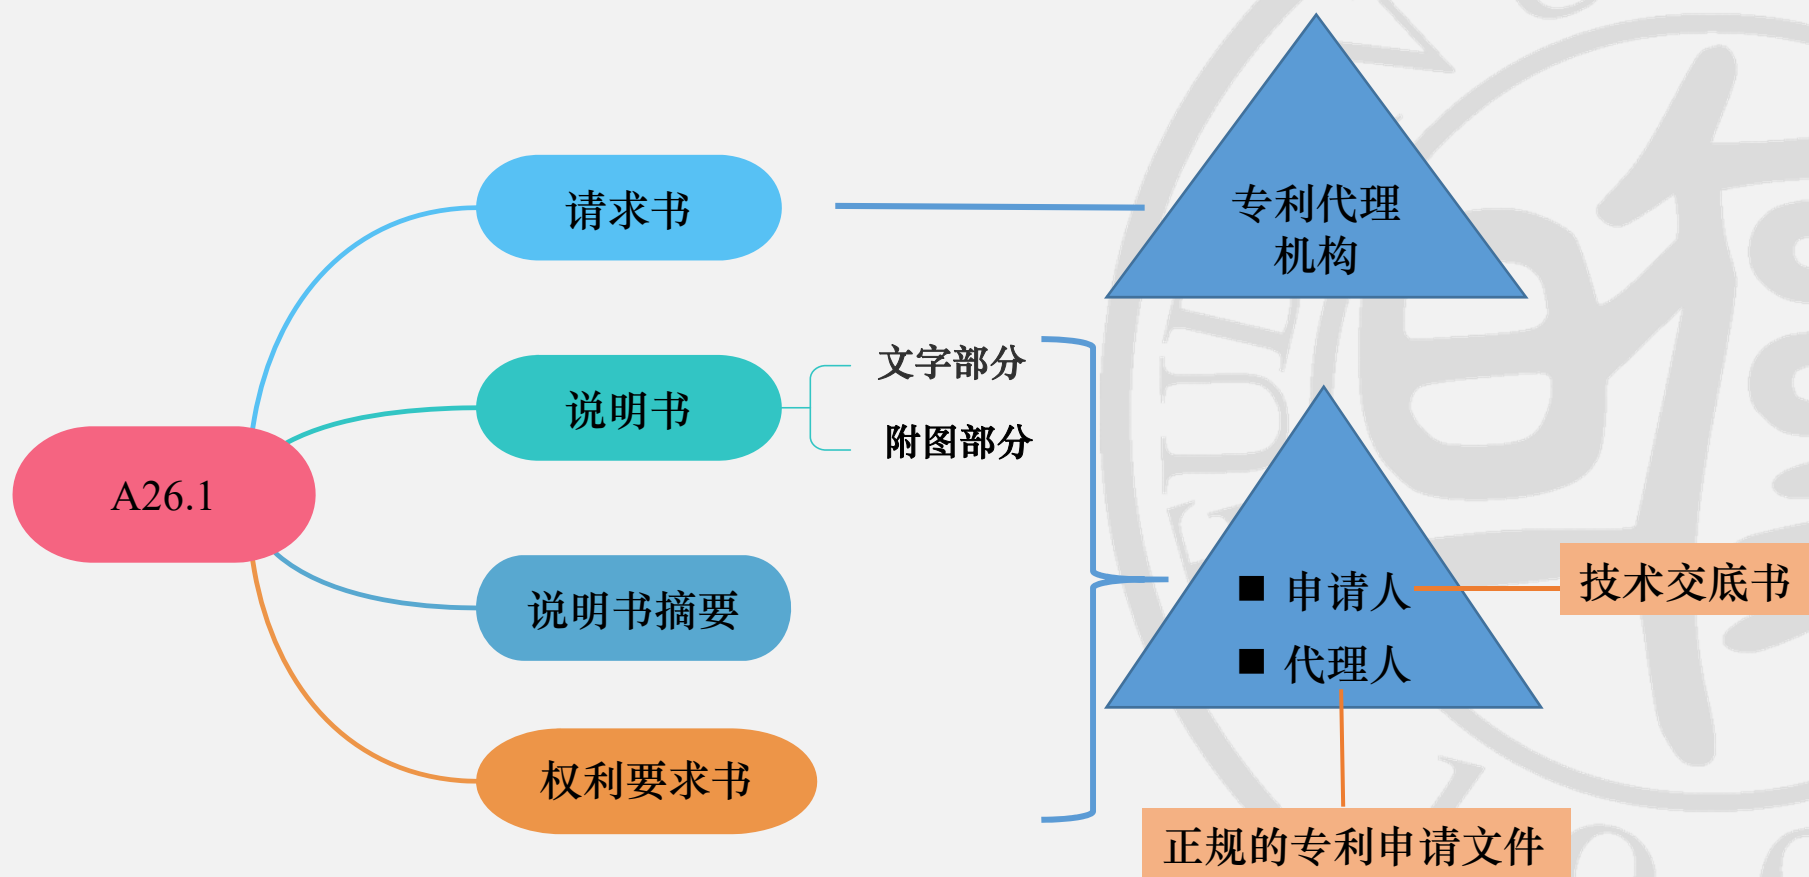 请求书
专利代理
机构
说明书
文字部分
附图部分
A26.1
说明书摘要
■ 申请人
■ 代理人
技术交底书
权利要求书
正规的专利申请文件